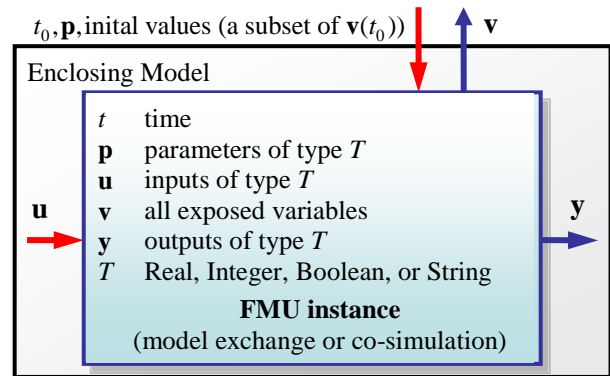 t₀, p, inital values (a subset of v(t₀)) v
Enclosing Model
t time
p parameters of type T
u inputs of type T
v all exposed variables
y outputs of type T
T Real, Integer, Boolean, or String
FMU instance
(model exchange or co-simulation)
u
y